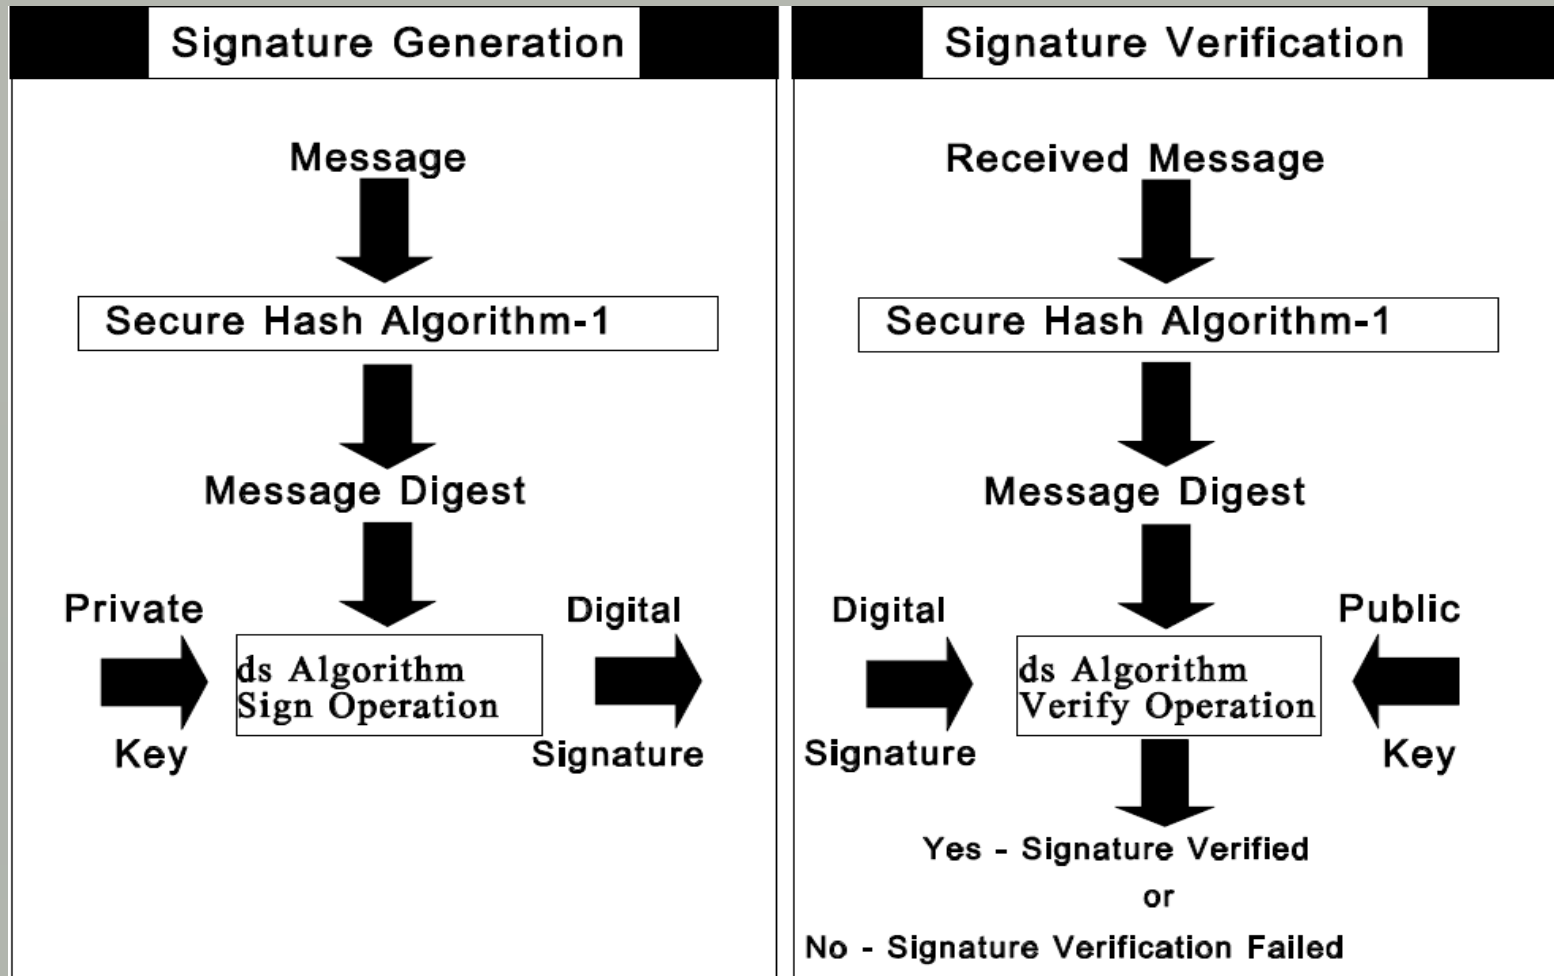 Signature Generation
Message
Secure Hash Algorithm-1
Message Digest
Private
Key
ds Algorithm
Sign Operation
Digital
Signature
Signature Verification
Received Message
Secure Hash Algorithm-1
Message Digest
Digital
Signature
ds Algorithm
Verify Operation
Public
Key
Yes - Signature Verified
or
No - Signature Verification Failed